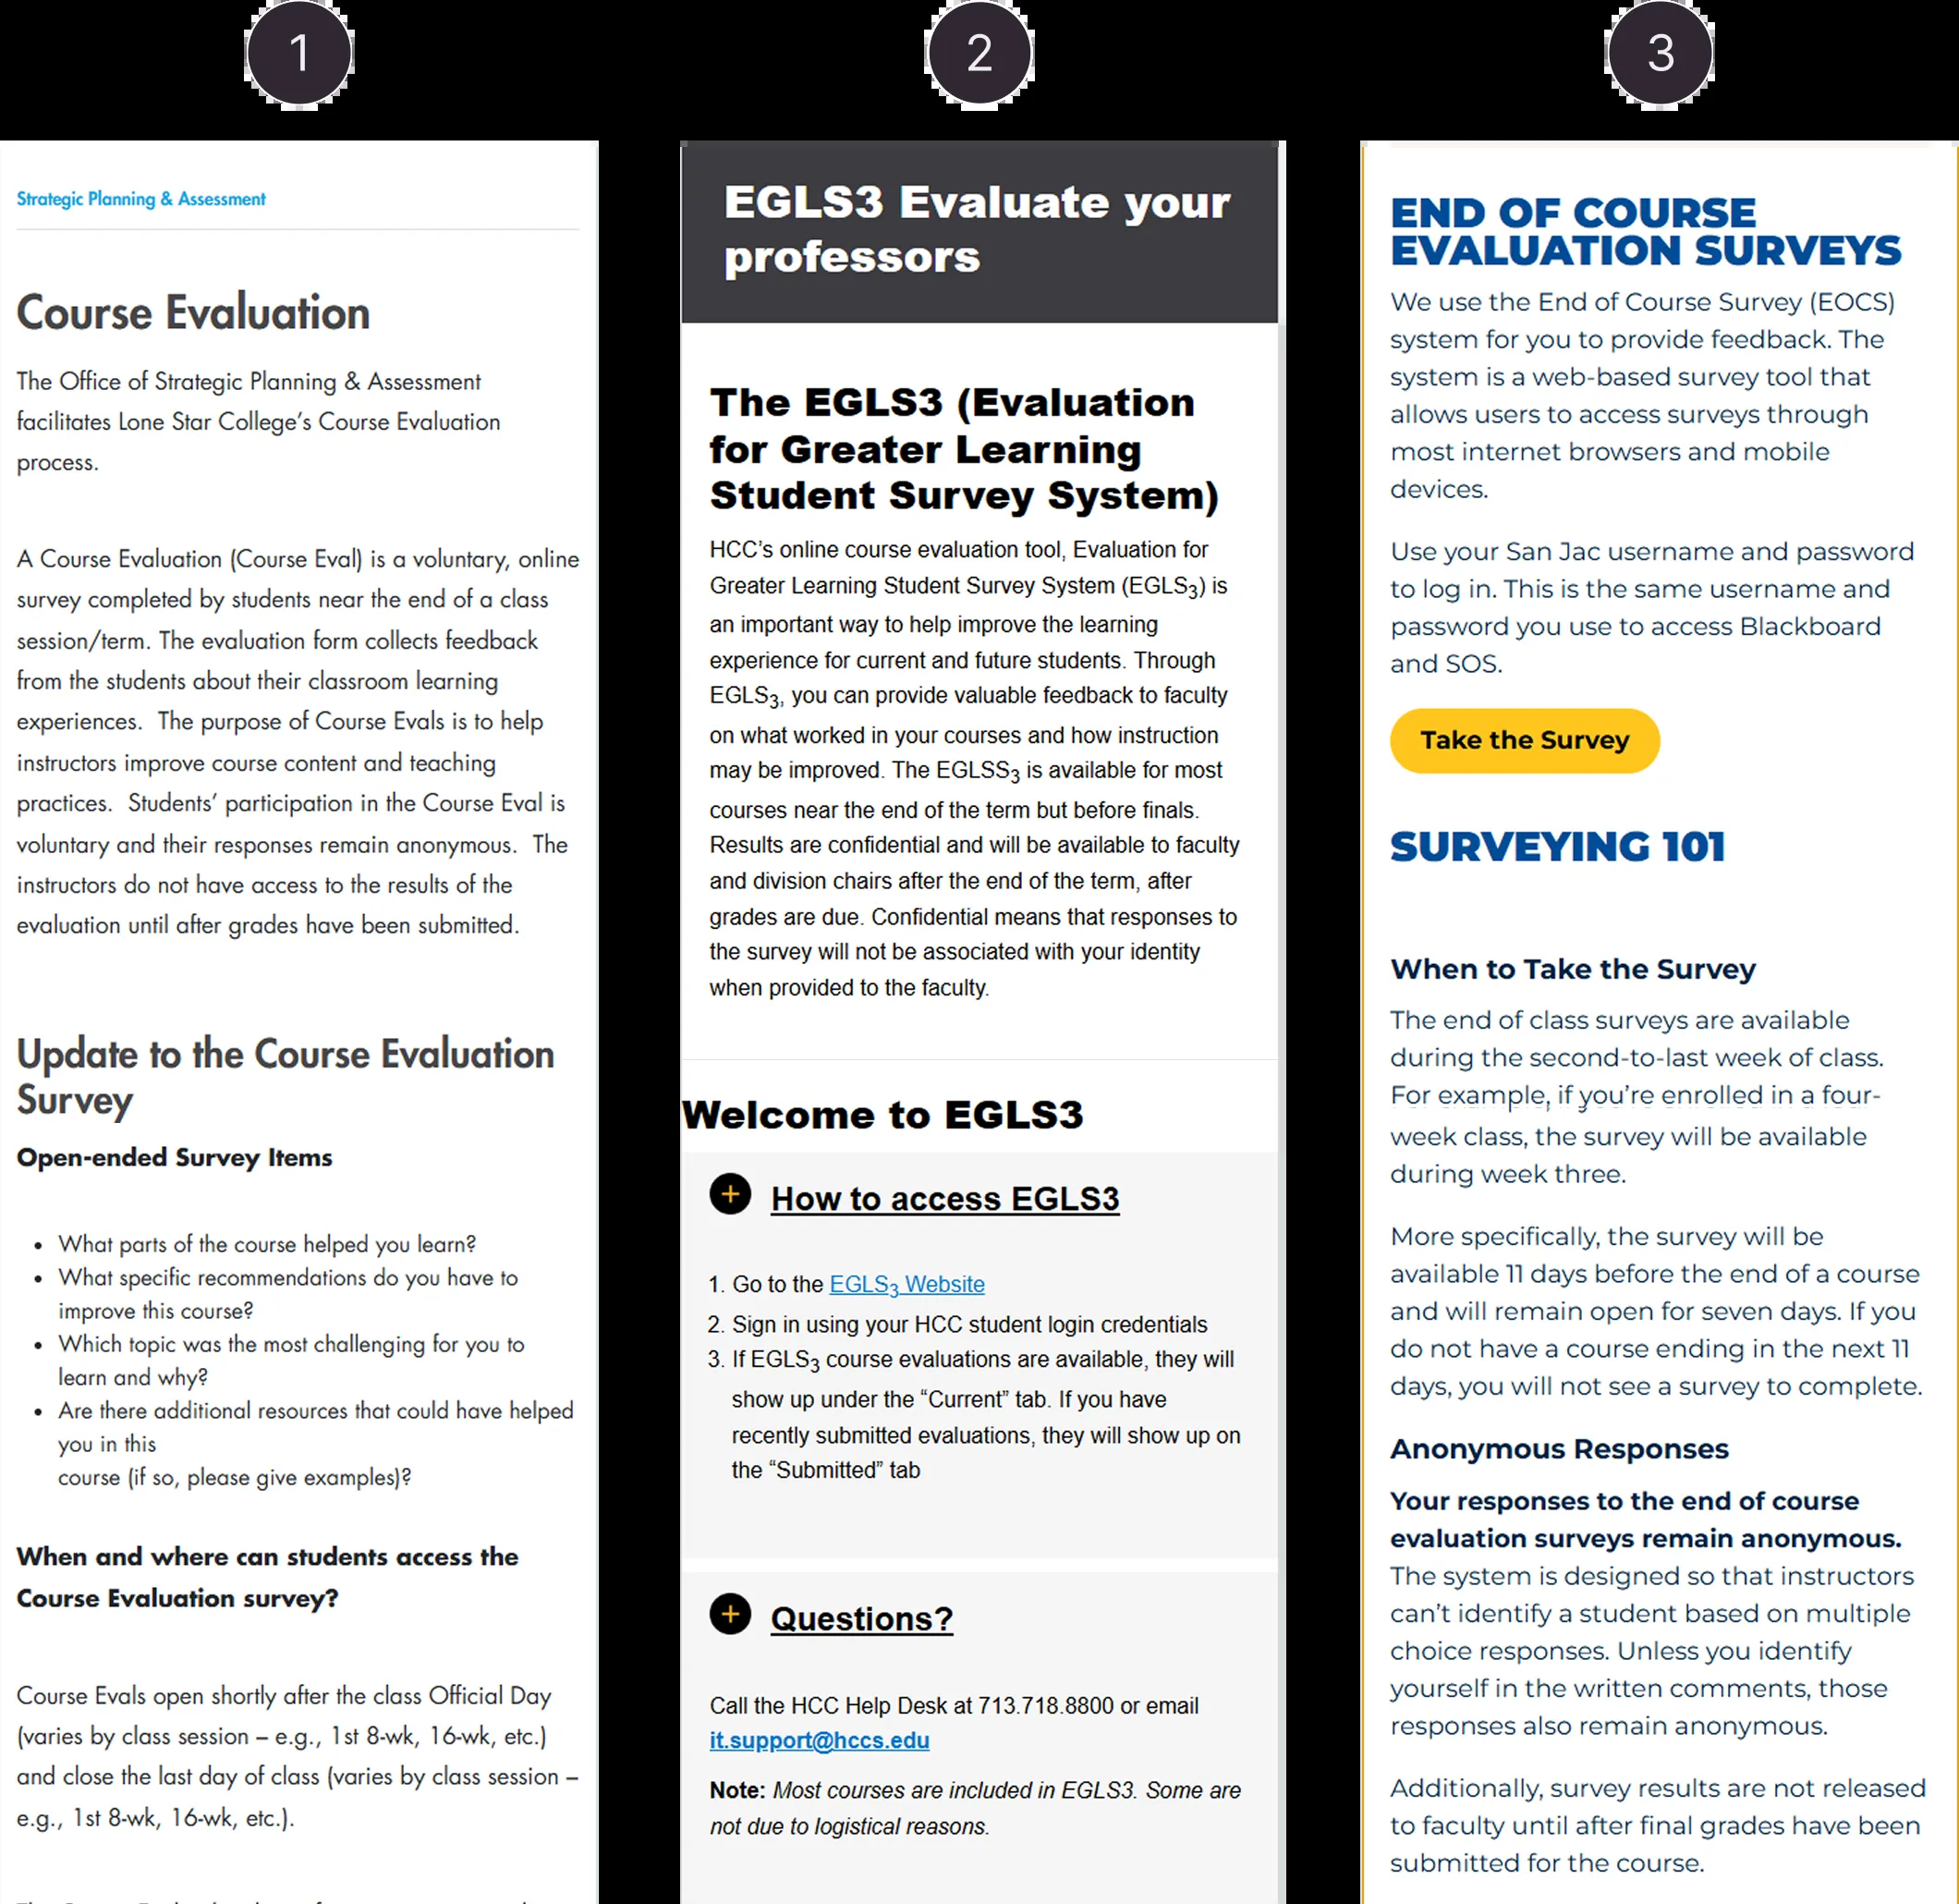 1
Strategic Planning & Assessment
Course Evaluation
The Office of Strategic Planning & Assessment
facilitates Lone Star College’s Course Evaluation
process.
A Course Evaluation (Course Eval) is a voluntary, online
survey completed by students near the end of a class
session/term. The evaluation form collects feedback
from the students about their classroom learning
experiences.  The purpose of Course Evals is to help
instructors improve course content and teaching
practices.  Students’ participation in the Course Eval is
voluntary and their responses remain anonymous.  The
instructors do not have access to the results of the
evaluation until after grades have been submitted.
Update to the Course Evaluation
Survey
Open-ended Survey Items
• What parts of the course helped you learn?
• What specific recommendations do you have to
improve this course?
• Which topic was the most challenging for you to
learn and why?
• Are there additional resources that could have helped
you in this
course (if so, please give examples)?
When and where can students access the
Course Evaluation survey?
Course Evals open shortly after the class Official Day
(varies by class session – e.g., 1st 8-wk, 16-wk, etc.)
and close the last day of class (varies by class session –
e.g., 1st 8-wk, 16-wk, etc.).
2
EGLS3 Evaluate your
professors
The EGLS3 (Evaluation
for Greater Learning
Student Survey System)
HCC’s online course evaluation tool, Evaluation for
Greater Learning Student Survey System (EGLS3) is
an important way to help improve the learning
experience for current and future students. Through
EGLS3, you can provide valuable feedback to faculty
on what worked in your courses and how instruction
may be improved. The EGLSS3 is available for most
courses near the end of the term but before finals.
Results are confidential and will be available to faculty
and division chairs after the end of the term, after
grades are due. Confidential means that responses to
the survey will not be associated with your identity
when provided to the faculty.
Welcome to EGLS3
+ How to access EGLS3
1. Go to the EGLS3 Website
2. Sign in using your HCC student login credentials
3. If EGLS3 course evaluations are available, they will
show up under the “Current” tab. If you have
recently submitted evaluations, they will show up on
the “Submitted” tab
+ Questions?
Call the HCC Help Desk at 713.718.8800 or email
it.support@hccs.edu
Note: Most courses are included in EGLS3. Some are
not due to logistical reasons.
3
END OF COURSE
EVALUATION SURVEYS
We use the End of Course Survey (EOCS)
system for you to provide feedback. The
system is a web-based survey tool that
allows users to access surveys through
most internet browsers and mobile
devices.
Use your San Jac username and password
to log in. This is the same username and
password you use to access Blackboard
and SOS.
Take the Survey
SURVEYING 101
When to Take the Survey
The end of class surveys are available
during the second-to-last week of class.
For example, if you’re enrolled in a four-
week class, the survey will be available
during week three.
More specifically, the survey will be
available 11 days before the end of a course
and will remain open for seven days. If you
do not have a course ending in the next 11
days, you will not see a survey to complete.
Anonymous Responses
Your responses to the end of course
evaluation surveys remain anonymous.
The system is designed so that instructors
can’t identify a student based on multiple
choice responses. Unless you identify
yourself in the written comments, those
responses also remain anonymous.
Additionally, survey results are not released
to faculty until after final grades have been
submitted for the course.